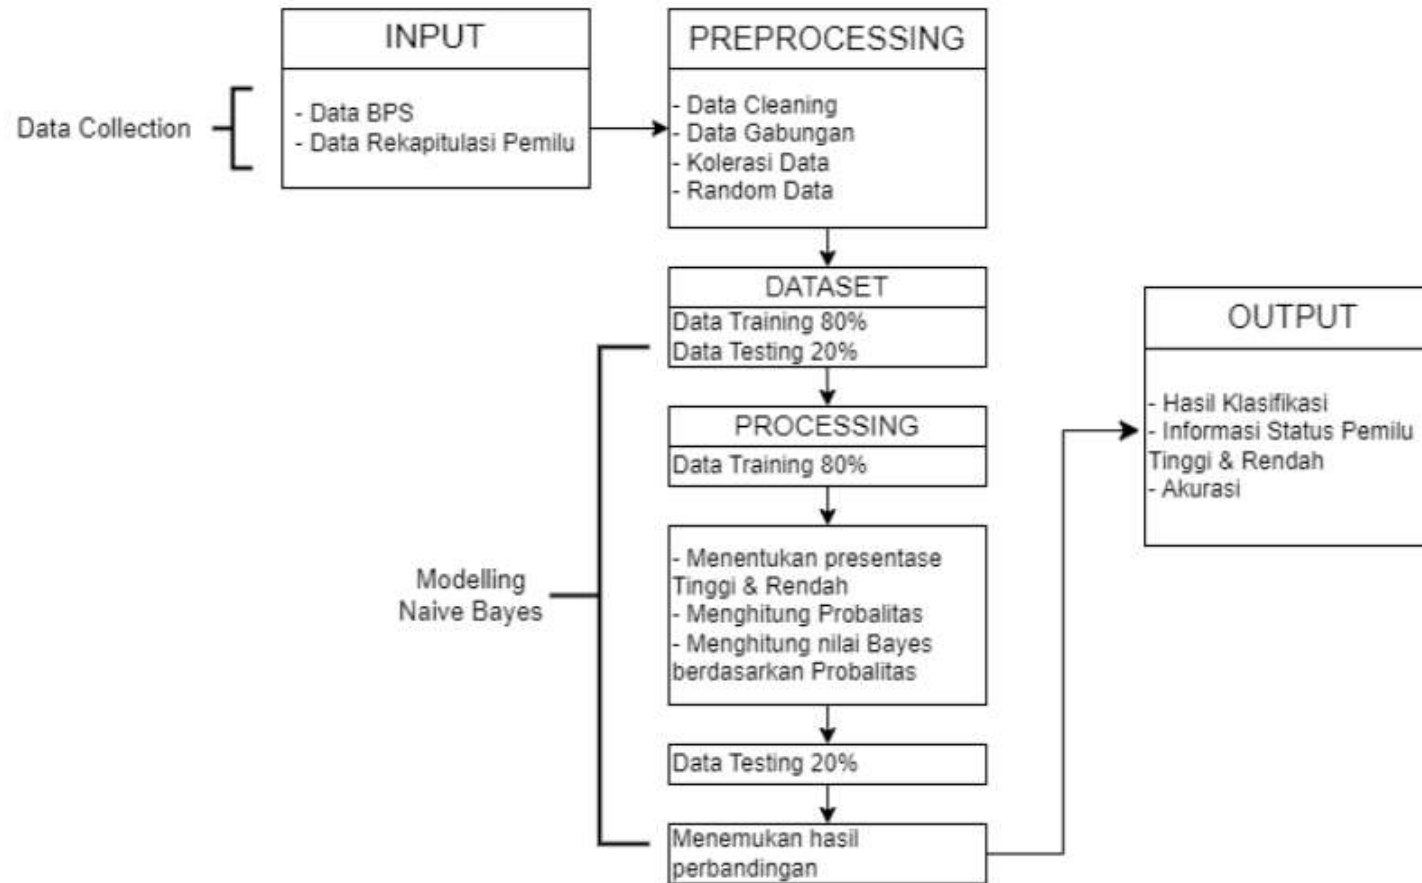 INPUT
Data Collection
- Data BPS
- Data Rekapitulasi Pemilu
PREPROCESSING
- Data Cleaning
- Data Gabungan
- Kolerasi Data
- Random Data
DATASET
Data Training 80%
Data Testing 20%
PROCESSING
Data Training 80%
Modelling
Naive Bayes
- Menentukan presentase
Tinggi & Rendah
- Menghitung Probalitas
- Menghitung nilai Bayes
berdasarkan Probalitas
Data Testing 20%
Menemukan hasil
perbandingan
OUTPUT
- Hasil Klasifikasi
- Informasi Status Pemilu
Tinggi & Rendah
- Akurasi